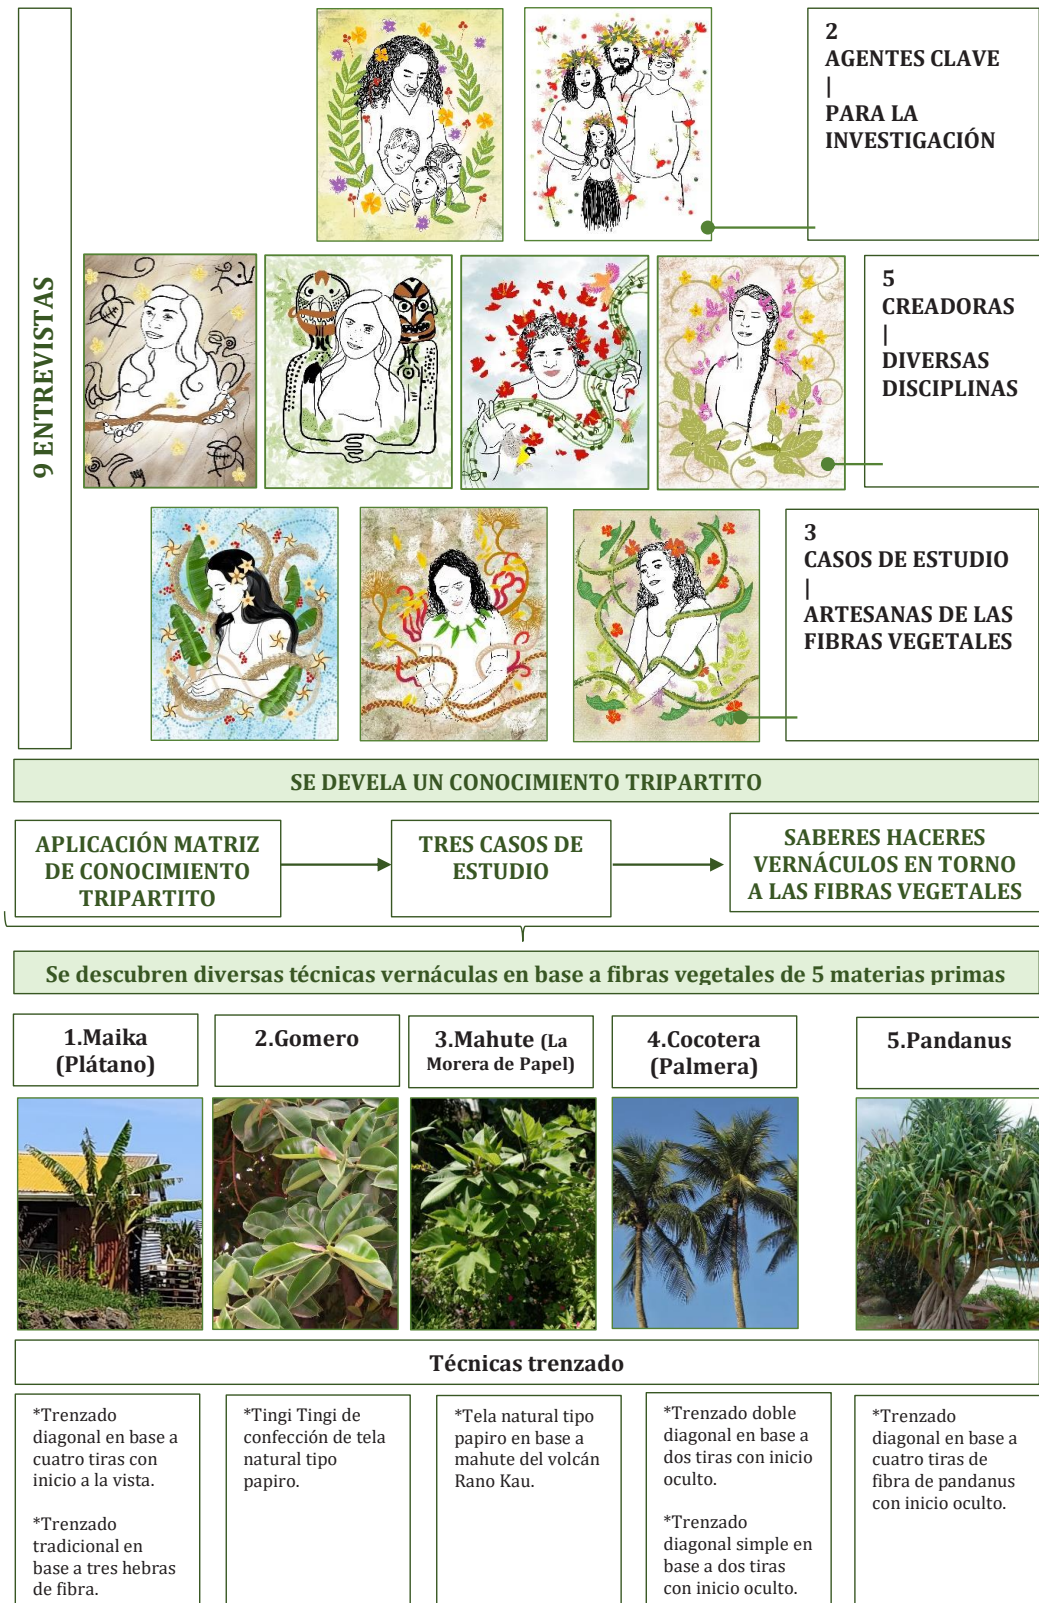 9 ENTREVISTAS
2
AGENTES CLAVE
|
PARA LA
INVESTIGACIÓN
5
CREADORAS
|
DIVERSAS
DISCIPLINAS
3
CASOS DE ESTUDIO
|
ARTESANAS DE LAS
FIBRAS VEGETALES
SE DEVELA UN CONOCIMIENTO TRIPARTITO
APLICACIÓN MATRIZ
DE CONOCIMIENTO
TRIPARTITO
TRES CASOS DE
ESTUDIO
SABERES HACERES
VERNÁCULOS EN TORNO
A LAS FIBRAS VEGETALES
Se descubren diversas técnicas vernáculas en base a fibras vegetales de 5 materias primas
1.Maika
(Plátano)
2.Gomero
3.Mahute (La
Morera de Papel)
4.Cocotera
(Palmera)
5.Pandanus
Técnicas trenzado
*Trenzado
diagonal en base a
cuatro tiras con
inicio a la vista.
*Trenzado
tradicional en
base a tres hebras
de fibra.
*Tingi Tingi de
confección de tela
natural tipo
papiro.
*Tela natural tipo
papiro en base a
mahute del volcán
Rano Kau.
*Trenzado doble
diagonal en base a
dos tiras con inicio
oculto.
*Trenzado
diagonal simple en
base a dos tiras
con inicio oculto.
*Trenzado
diagonal en base a
cuatro tiras de
fibra de pandanus
con inicio oculto.